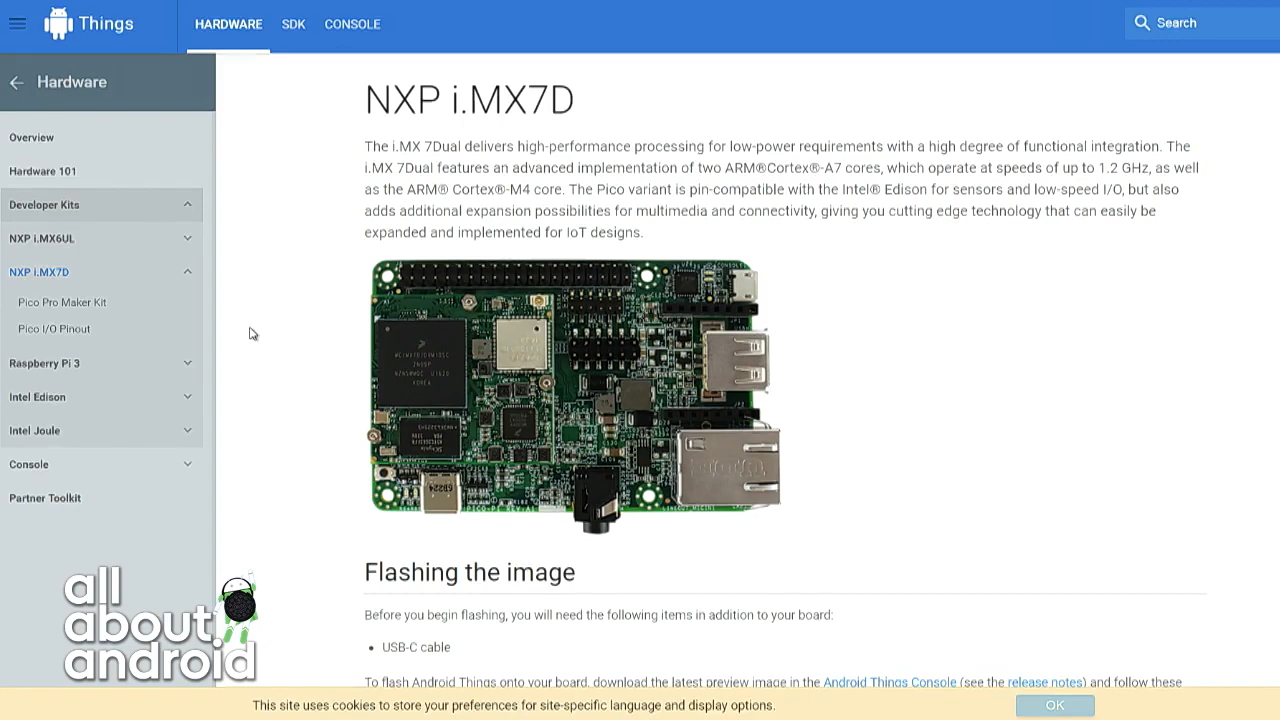 Things
HARDWARE
SDK
CONSOLE
Search
Hardware
Overview
Hardware 101
Developer Kits
NXP i.MX6UL
NXP i.MX7D
Pico Pro Maker Kit
Pico I/O Pinout
Raspberry Pi 3
Intel Edison
Intel Joule
Console
Partner Toolkit
NXP i.MX7D
The i.MX 7Dual delivers high-performance processing for low-power requirements with a high degree of functional integration. The
i.MX 7Dual features an advanced implementation of two ARM®Cortex®-A7 cores, which operate at speeds of up to 1.2 GHz, as well
as the ARM® Cortex®-M4 core. The Pico variant is pin-compatible with the Intel® Edison for sensors and low-speed I/O, but also
adds additional expansion possibilities for multimedia and connectivity, giving you cutting edge technology that can easily be
expanded and implemented for IoT designs.
Flashing the image
Before you begin flashing, you will need the following items in addition to your board:
• USB-C cable
To flash Android Things onto your board, download the latest preview image in the Android Things Console (see the release notes) and follow these
all
about
android
This site uses cookies to store your preferences for site-specific language and display options.
OK